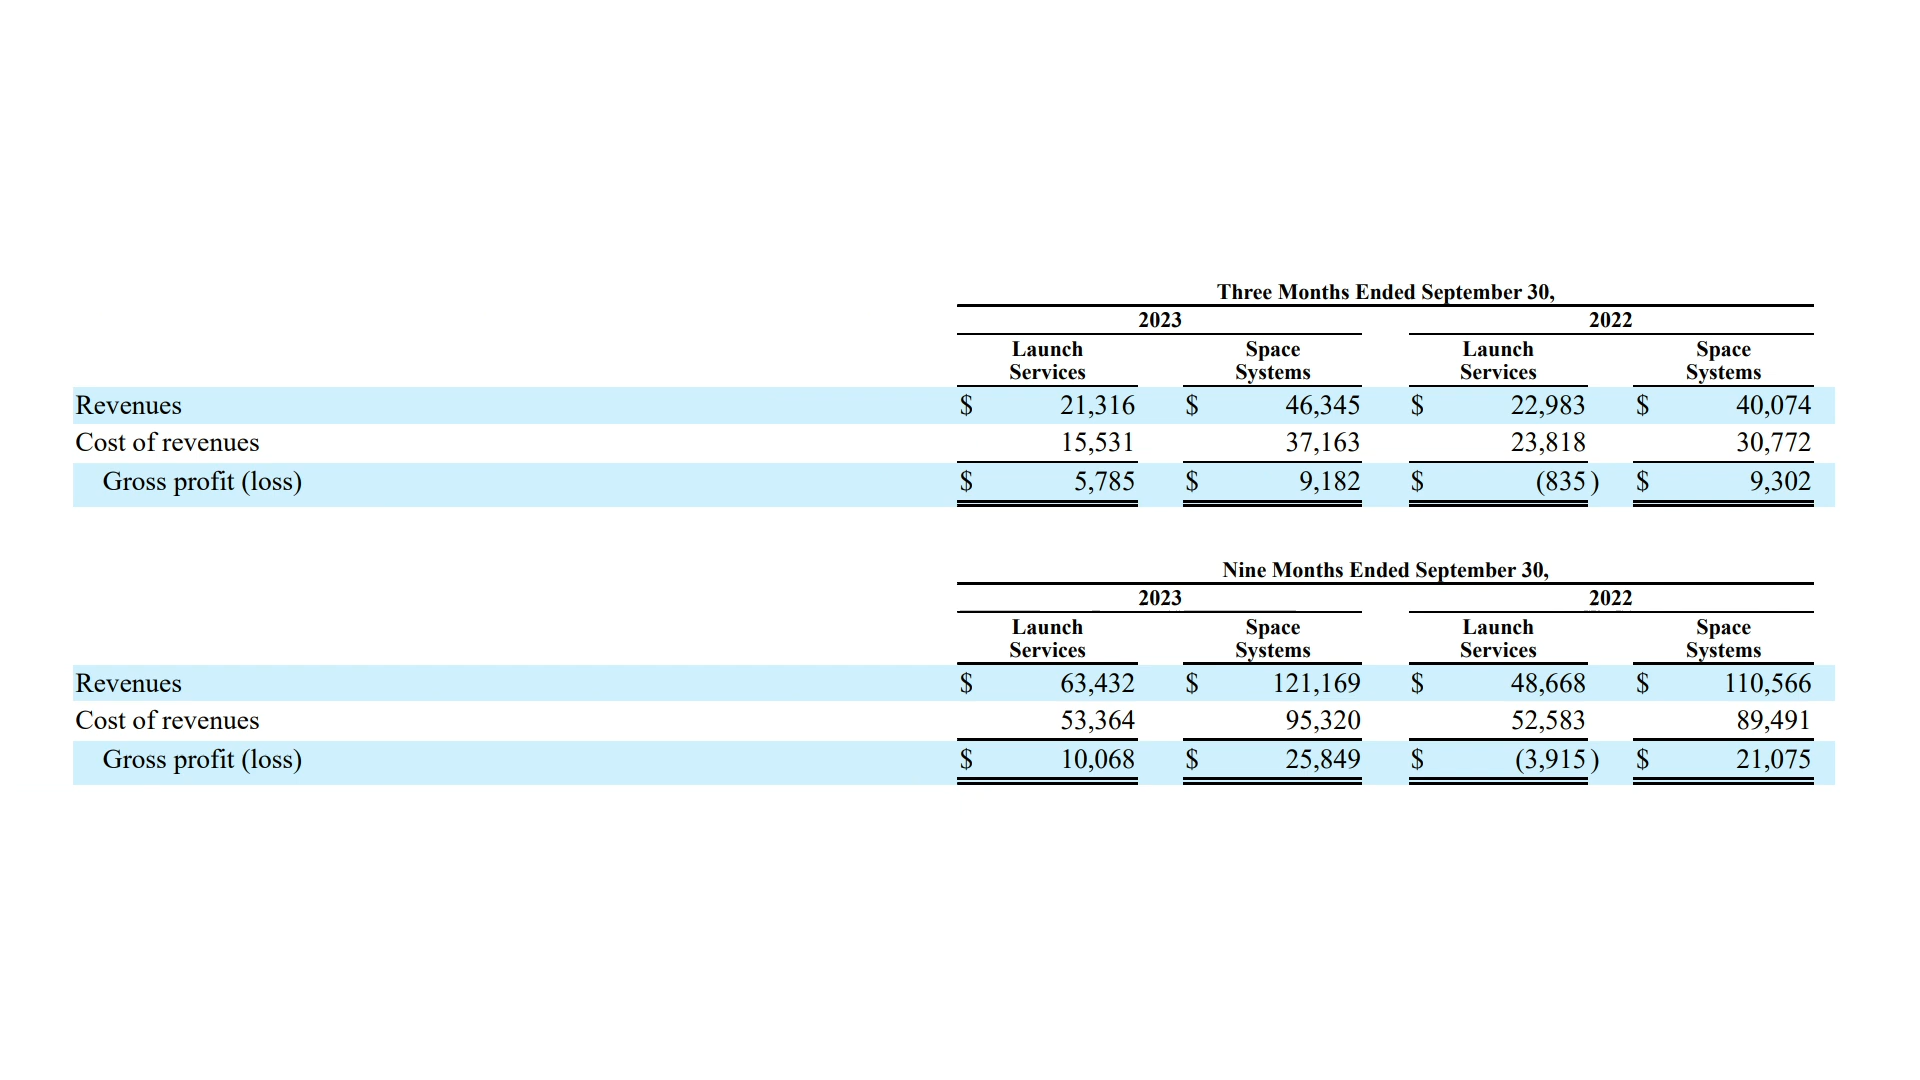 Three Months Ended September 30,
2023 2022
Launch Services Space Systems Launch Services Space Systems
Revenues $ 21,316 $ 46,345 $ 22,983 $ 40,074
Cost of revenues 15,531 37,163 23,818 30,772
Gross profit (loss) $ 5,785 $ 9,182 $ (835) $ 9,302
Nine Months Ended September 30,
2023 2022
Launch Services Space Systems Launch Services Space Systems
Revenues $ 63,432 $ 121,169 $ 48,668 $ 110,566
Cost of revenues 53,364 95,320 52,583 89,491
Gross profit (loss) $ 10,068 $ 25,849 $ (3,915) $ 21,075